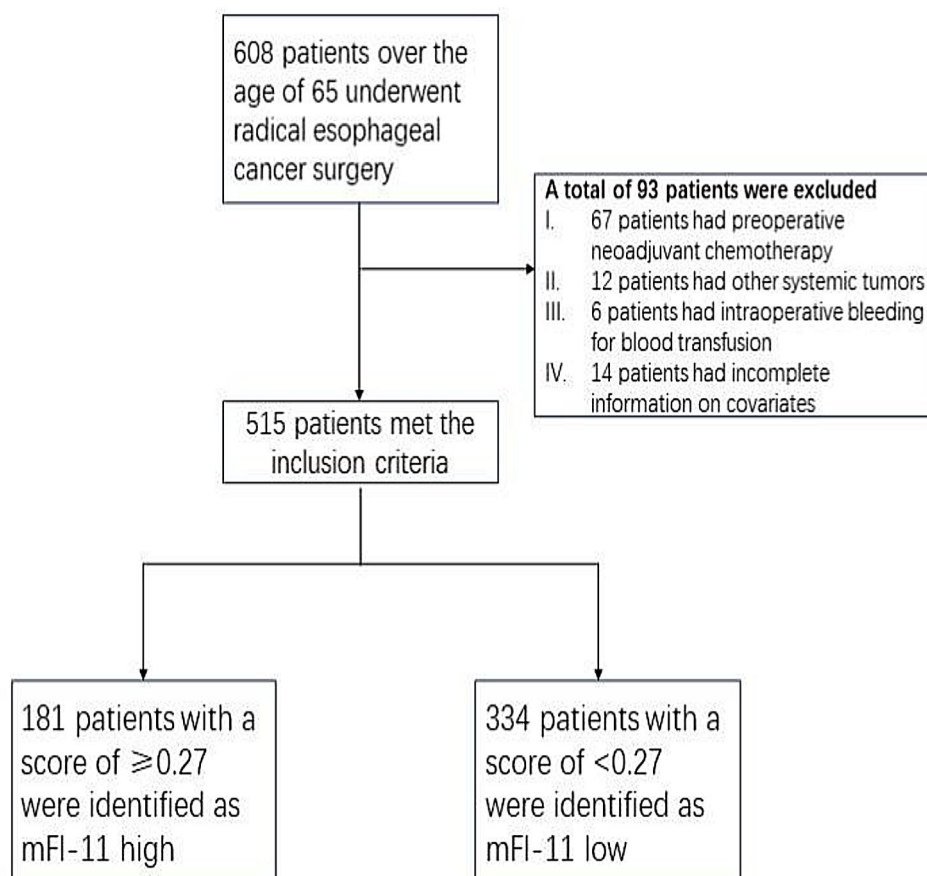 608 patients over the
age of 65 underwent
radical esophageal
cancer surgery
A total of 93 patients were excluded
I. 67 patients had preoperative
neoadjuvant chemotherapy
II. 12 patients had other systemic tumors
III. 6 patients had intraoperative bleeding
for blood transfusion
IV. 14 patients had incomplete
information on covariates
515 patients met the
inclusion criteria
181 patients with a
score of ⩾0.27
were identified as
mFI-11 high
334 patients with a
score of <0.27
were identified as
mFI-11 low